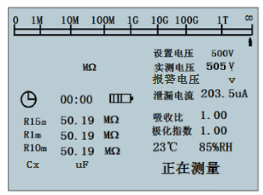 0 1M 10M 100M 1G 10G 100G 1T ∞
设置电压 500V
MΩ 实测电压 505V
报警电压
00:00 泄漏电流 203.5uA
R15s 50.19 MΩ 吸收比 1.00
R1m 50.19 MΩ 极化指数 1.00
R10m 50.19 MΩ 23℃ 85%RH
Cx uF 正在测量